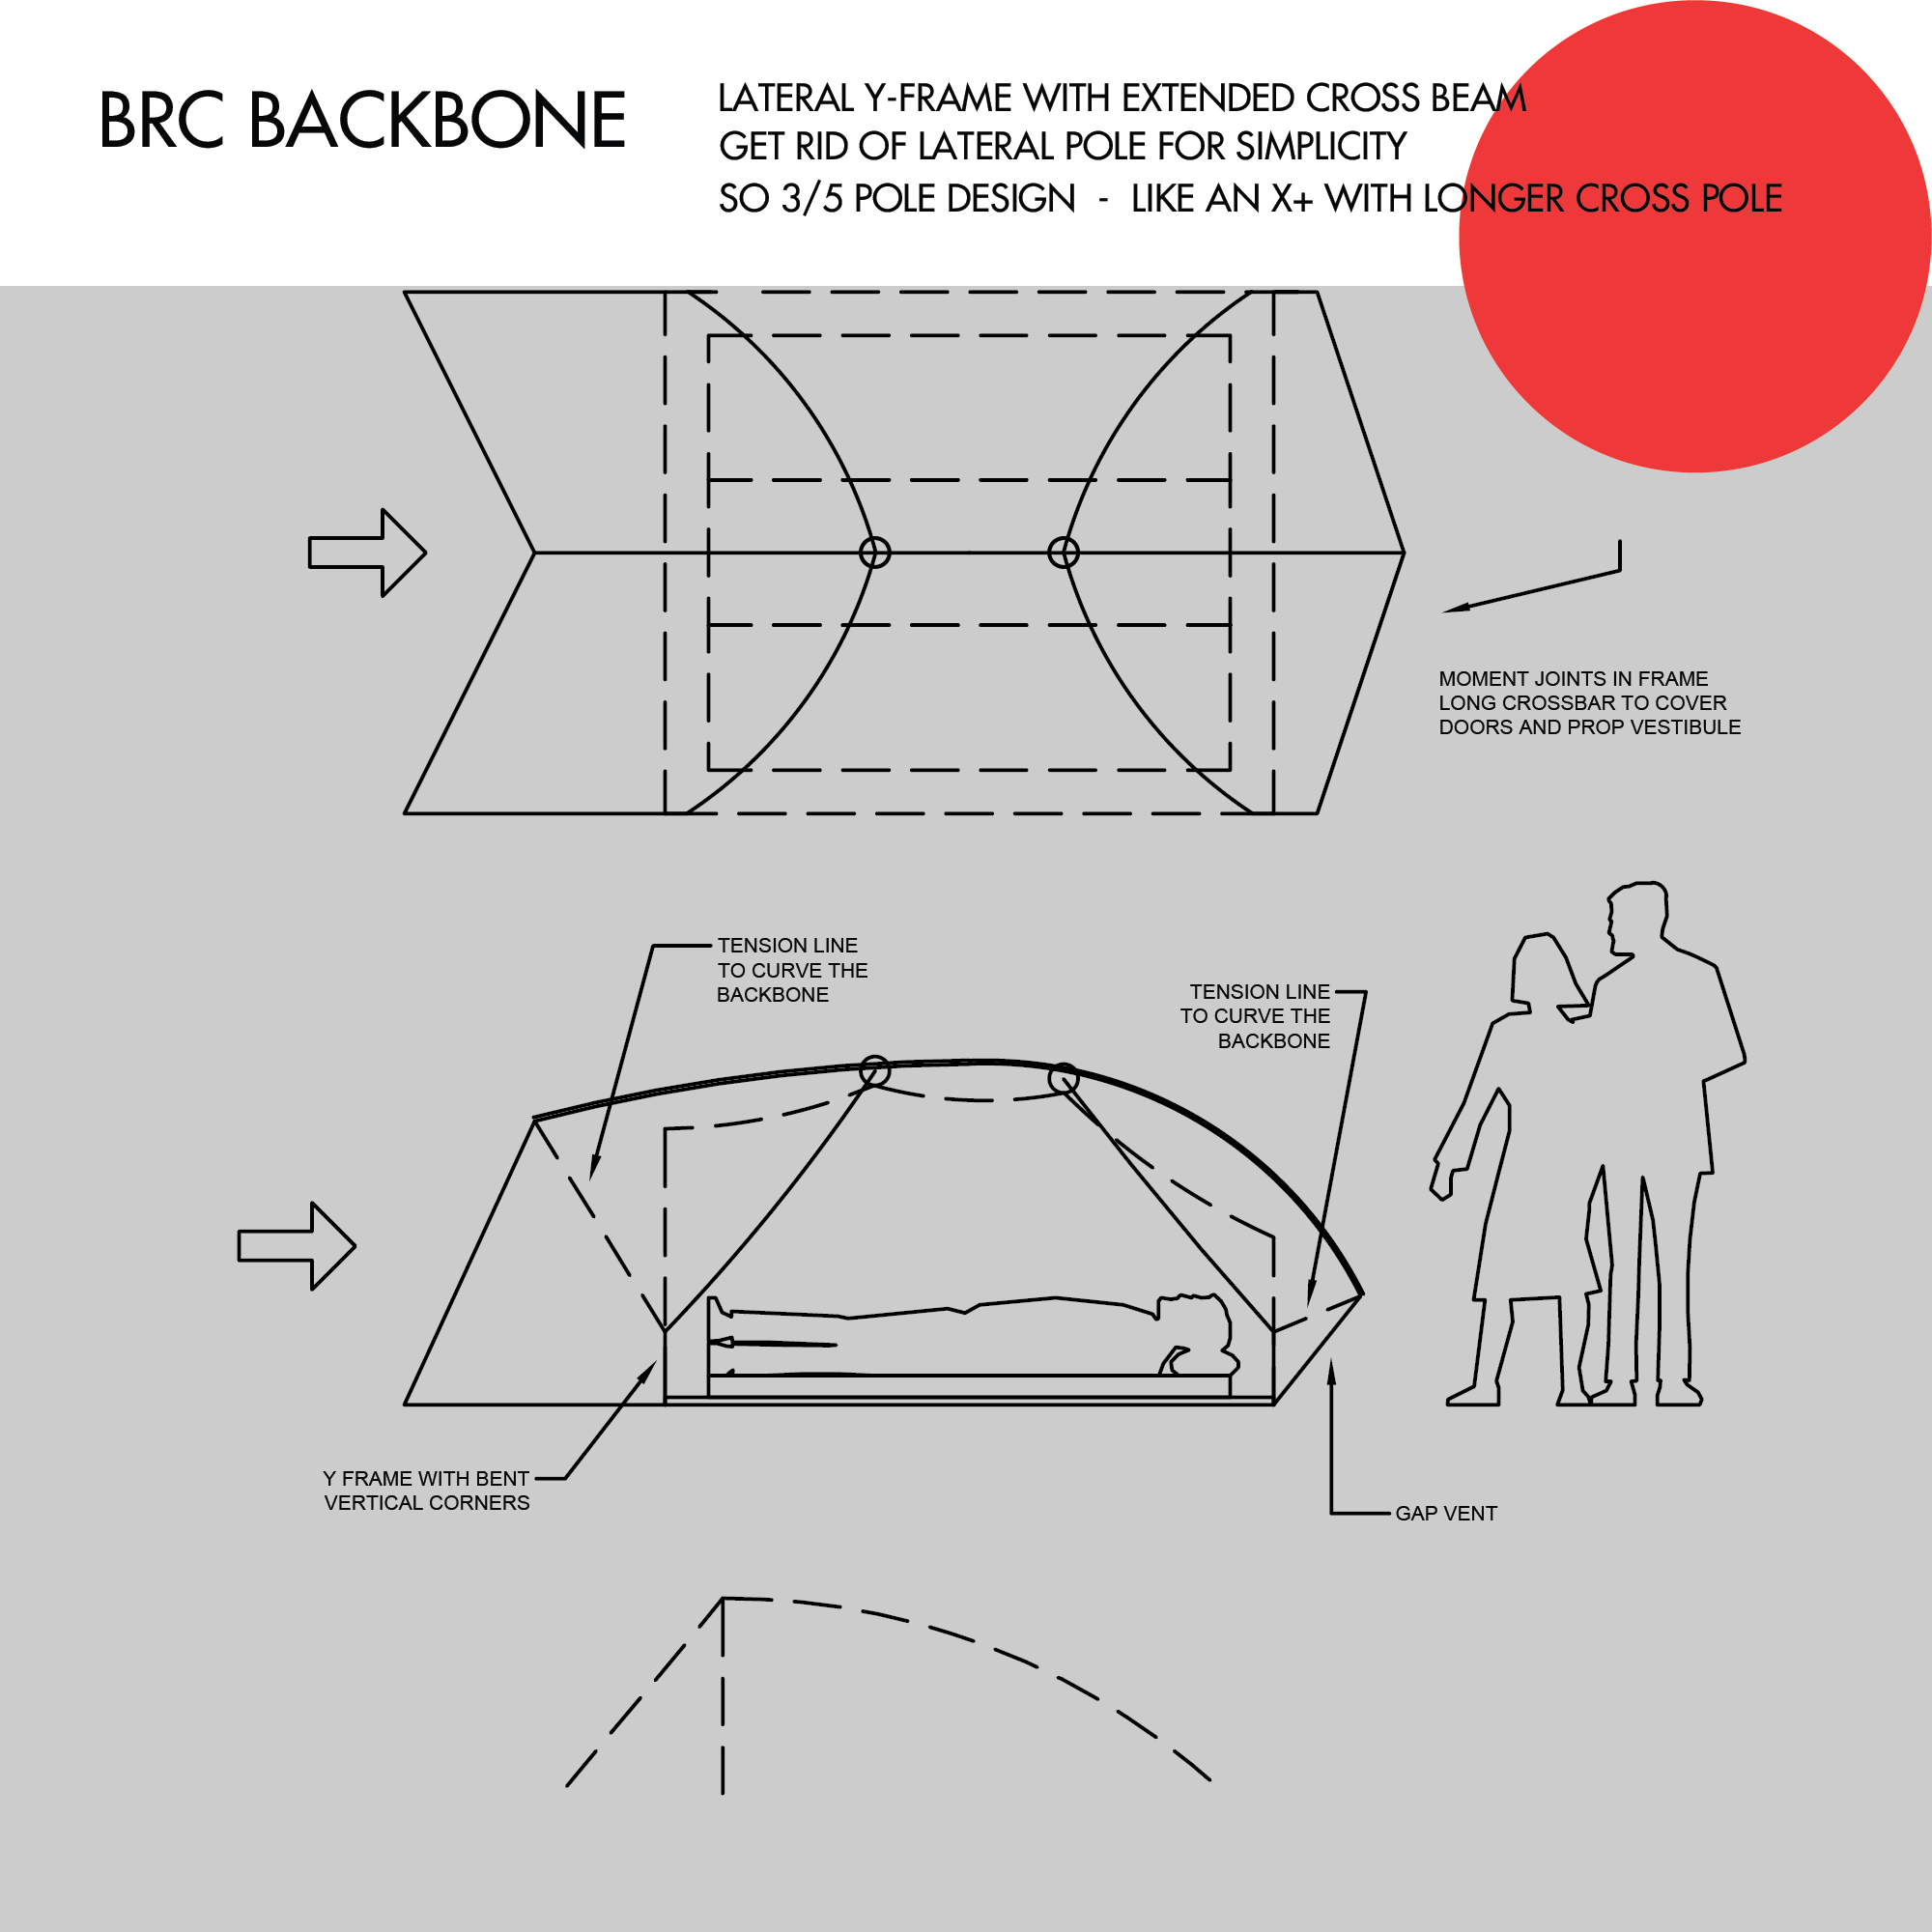 BRC BACKBONE
LATERAL Y-FRAME WITH EXTENDED CROSS BEAM
GET RID OF LATERAL POLE FOR SIMPLICITY
SO 3/5 POLE DESIGN - LIKE AN X+ WITH LONGER CROSS POLE
MOMENT JOINTS IN FRAME
LONG CROSSBAR TO COVER
DOORS AND PROP VESTIBULE
TENSION LINE
TO CURVE THE
BACKBONE
TENSION LINE
TO CURVE THE
BACKBONE
Y FRAME WITH BENT
VERTICAL CORNERS
GAP VENT